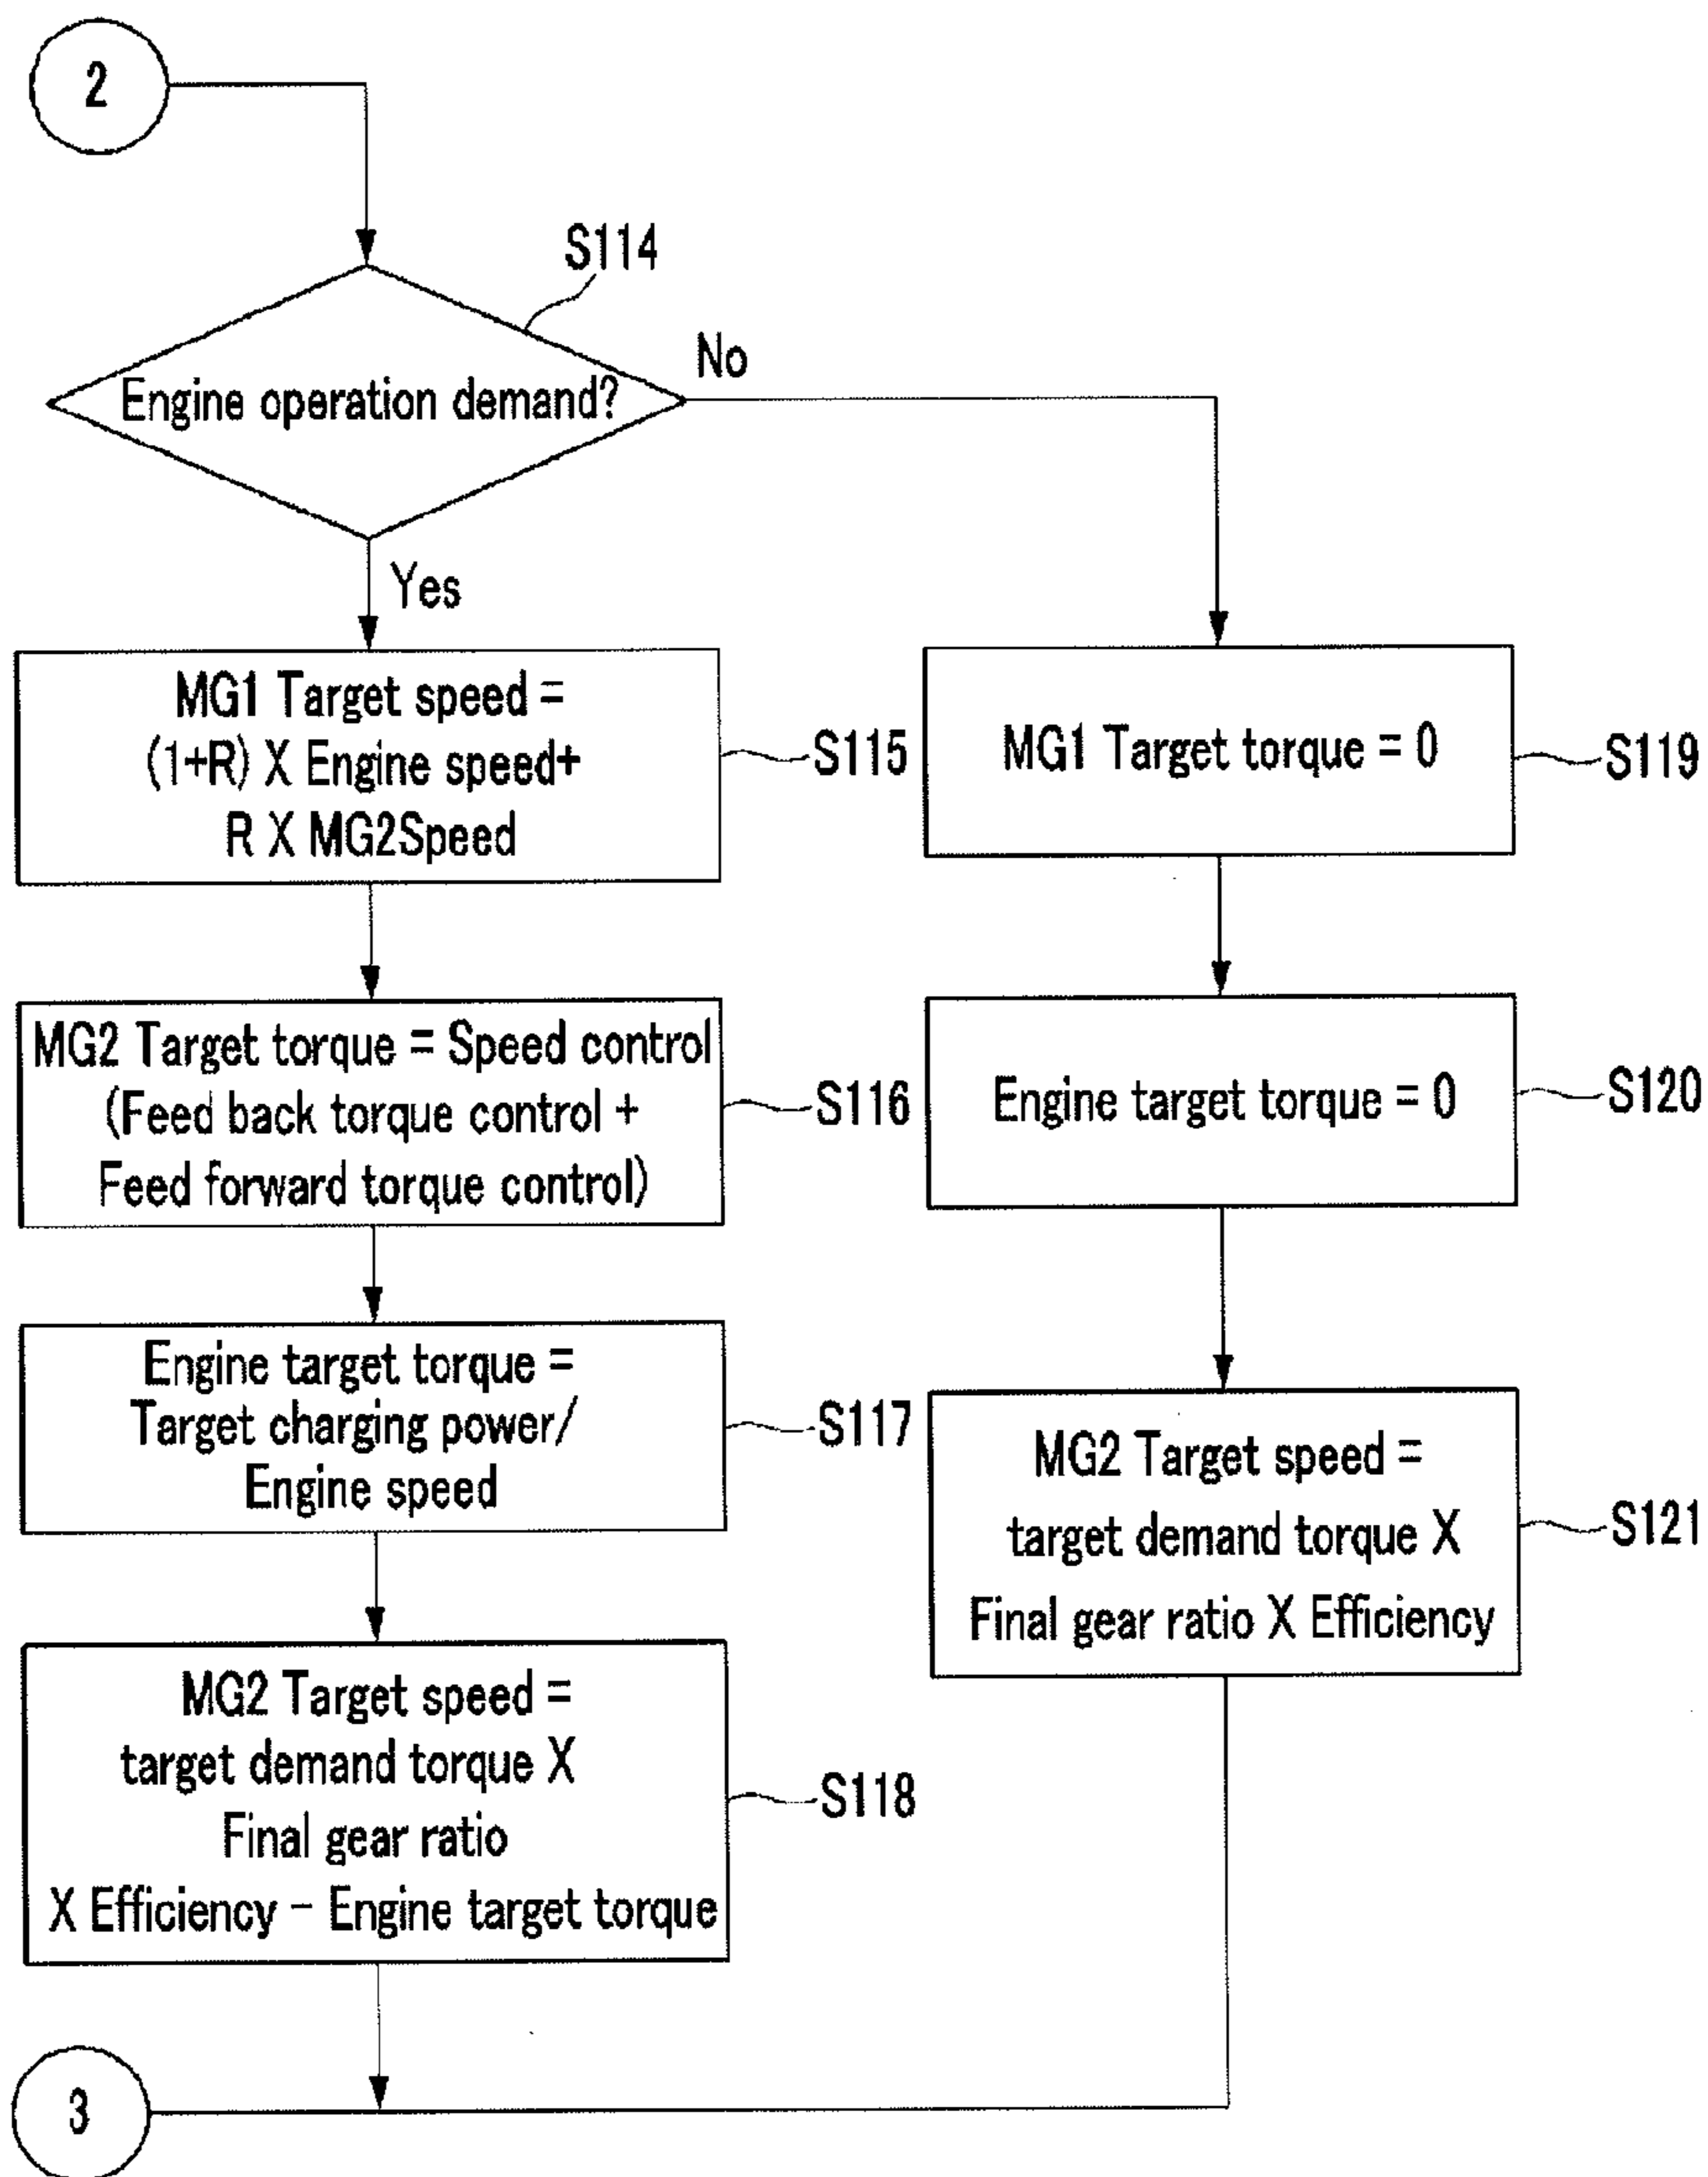 2
S114
Engine operation demand?
No
Yes
MG1 Target speed =
(1+R) X Engine speed+
R X MG2Speed
S115
MG2 Target torque = Speed control
(Feed back torque control +
Feed forward torque control)
S116
Engine target torque =
Target charging power/
Engine speed
S117
MG2 Target speed =
target demand torque X
Final gear ratio
X Efficiency - Engine target torque
S118
MG1 Target torque = 0
S119
Engine target torque = 0
S120
MG2 Target speed =
target demand torque X
Final gear ratio X Efficiency
S121
3